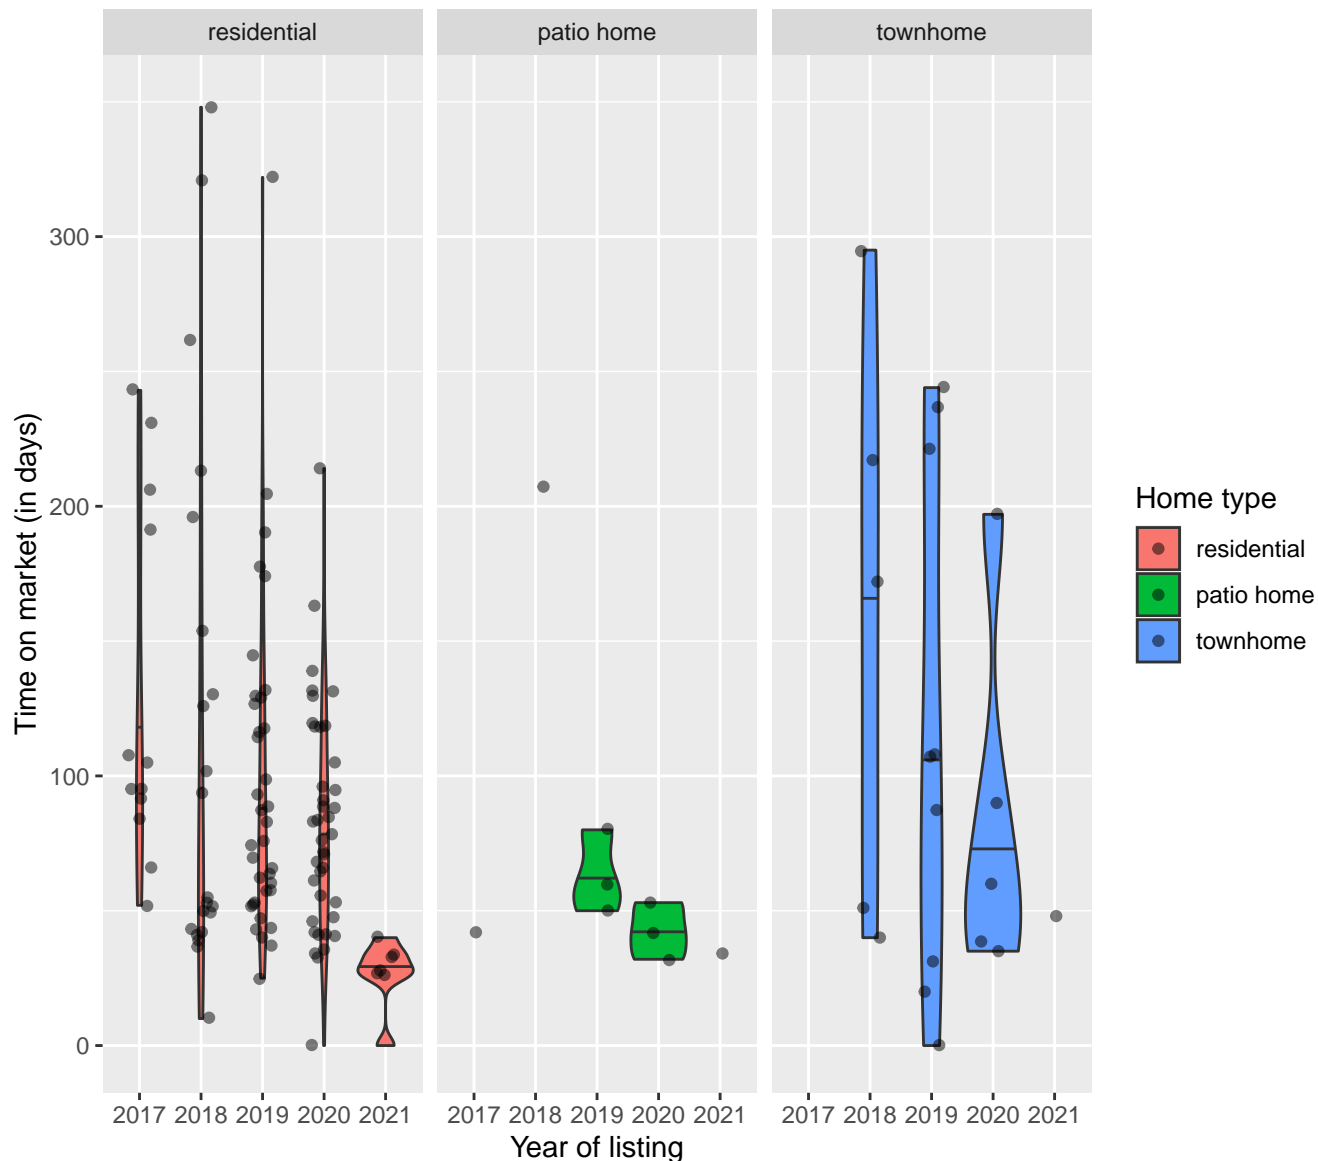 residential patio home townhome
300
200
100
0
Time on market (in days)
2017 2018 2019 2020 2021 2017 2018 2019 2020 2021 2017 2018 2019 2020 2021
Year of listing
Home type
residential
patio home
townhome